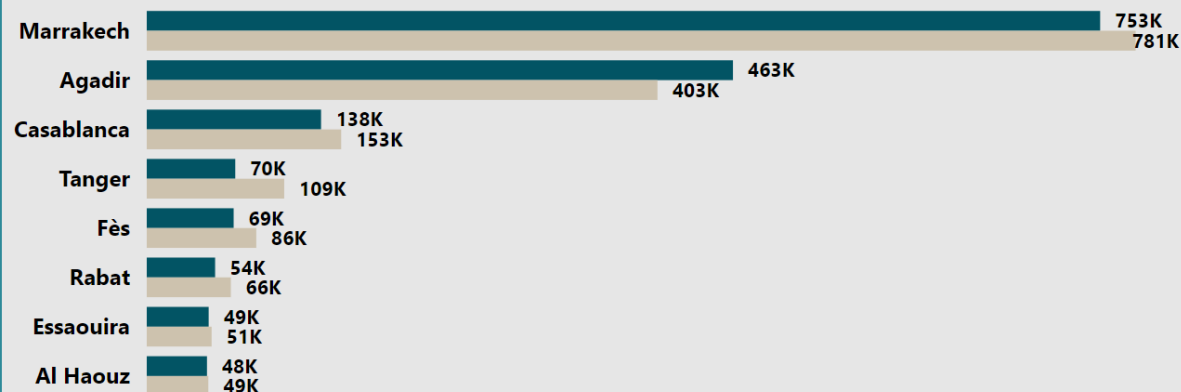 Marrakech 753K
781K
Agadir 463K
403K
Casablanca 138K
153K
Tanger 70K
109K
Fès 69K
86K
Rabat 54K
66K
Essaouira 49K
51K
Al Haouz 48K
49K